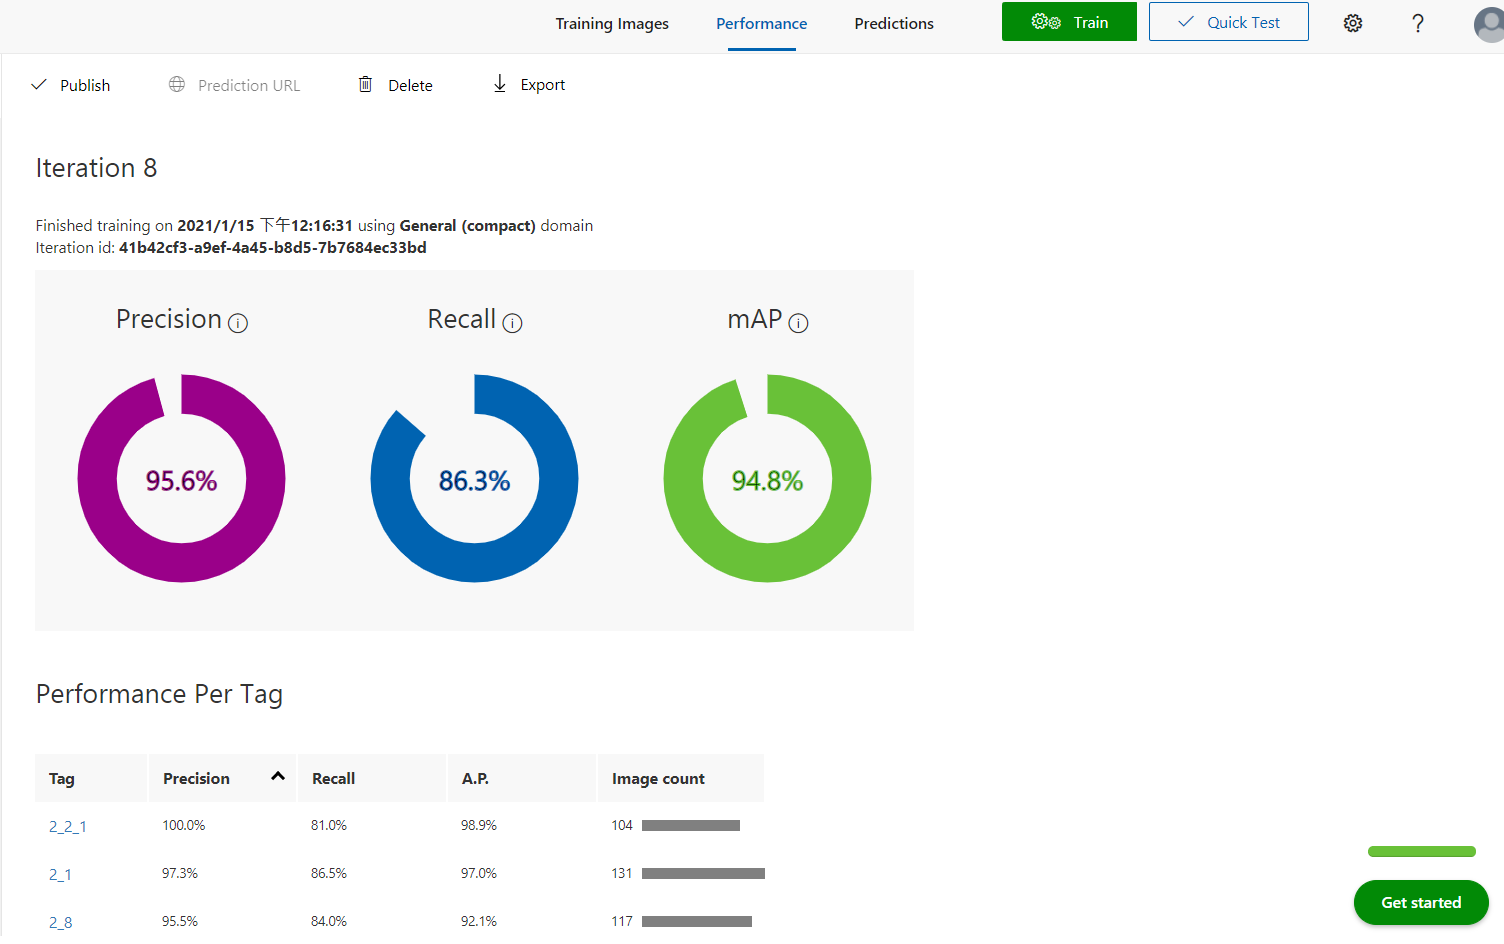 Training Images Performance Predictions Train Quick Test ?
Publish Prediction URL Delete Export
Iteration 8
Finished training on 2021/1/15 下午12:16:31 using General (compact) domain
Iteration id: 41b42cf3-a9ef-4a45-b8d5-7b7684ec33bd
Precision i Recall i mAP i
95.6% 86.3% 94.8%
Performance Per Tag
Tag Precision Recall A.P. Image count
2_2_1 100.0% 81.0% 98.9% 104
2_1 97.3% 86.5% 97.0% 131
2_8 95.5% 84.0% 92.1% 117
Get started